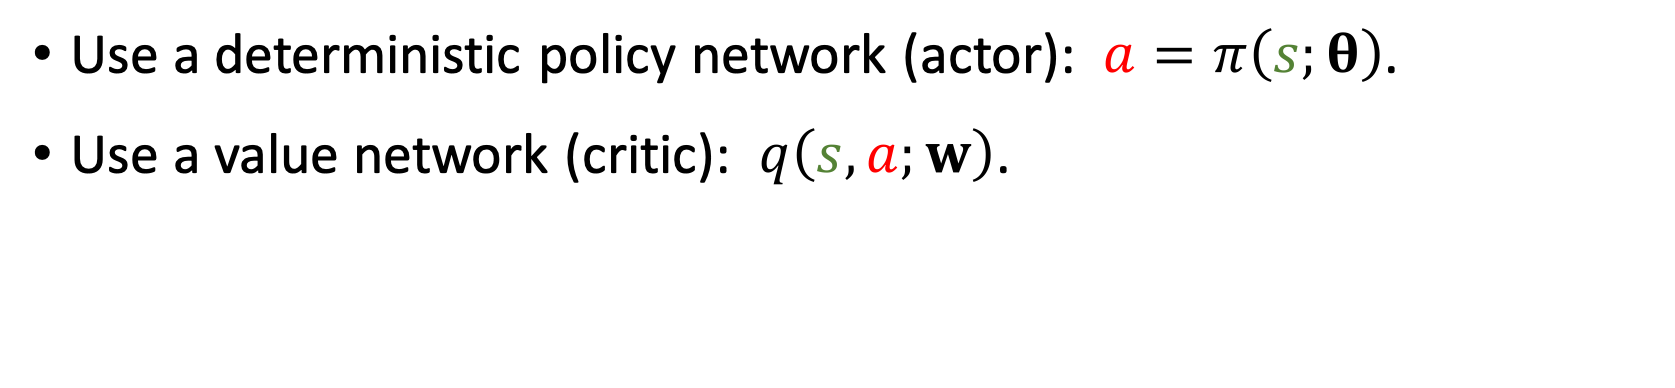 • Use a deterministic policy network (actor): a = π(s; θ).
• Use a value network (critic): q(s, a; w).